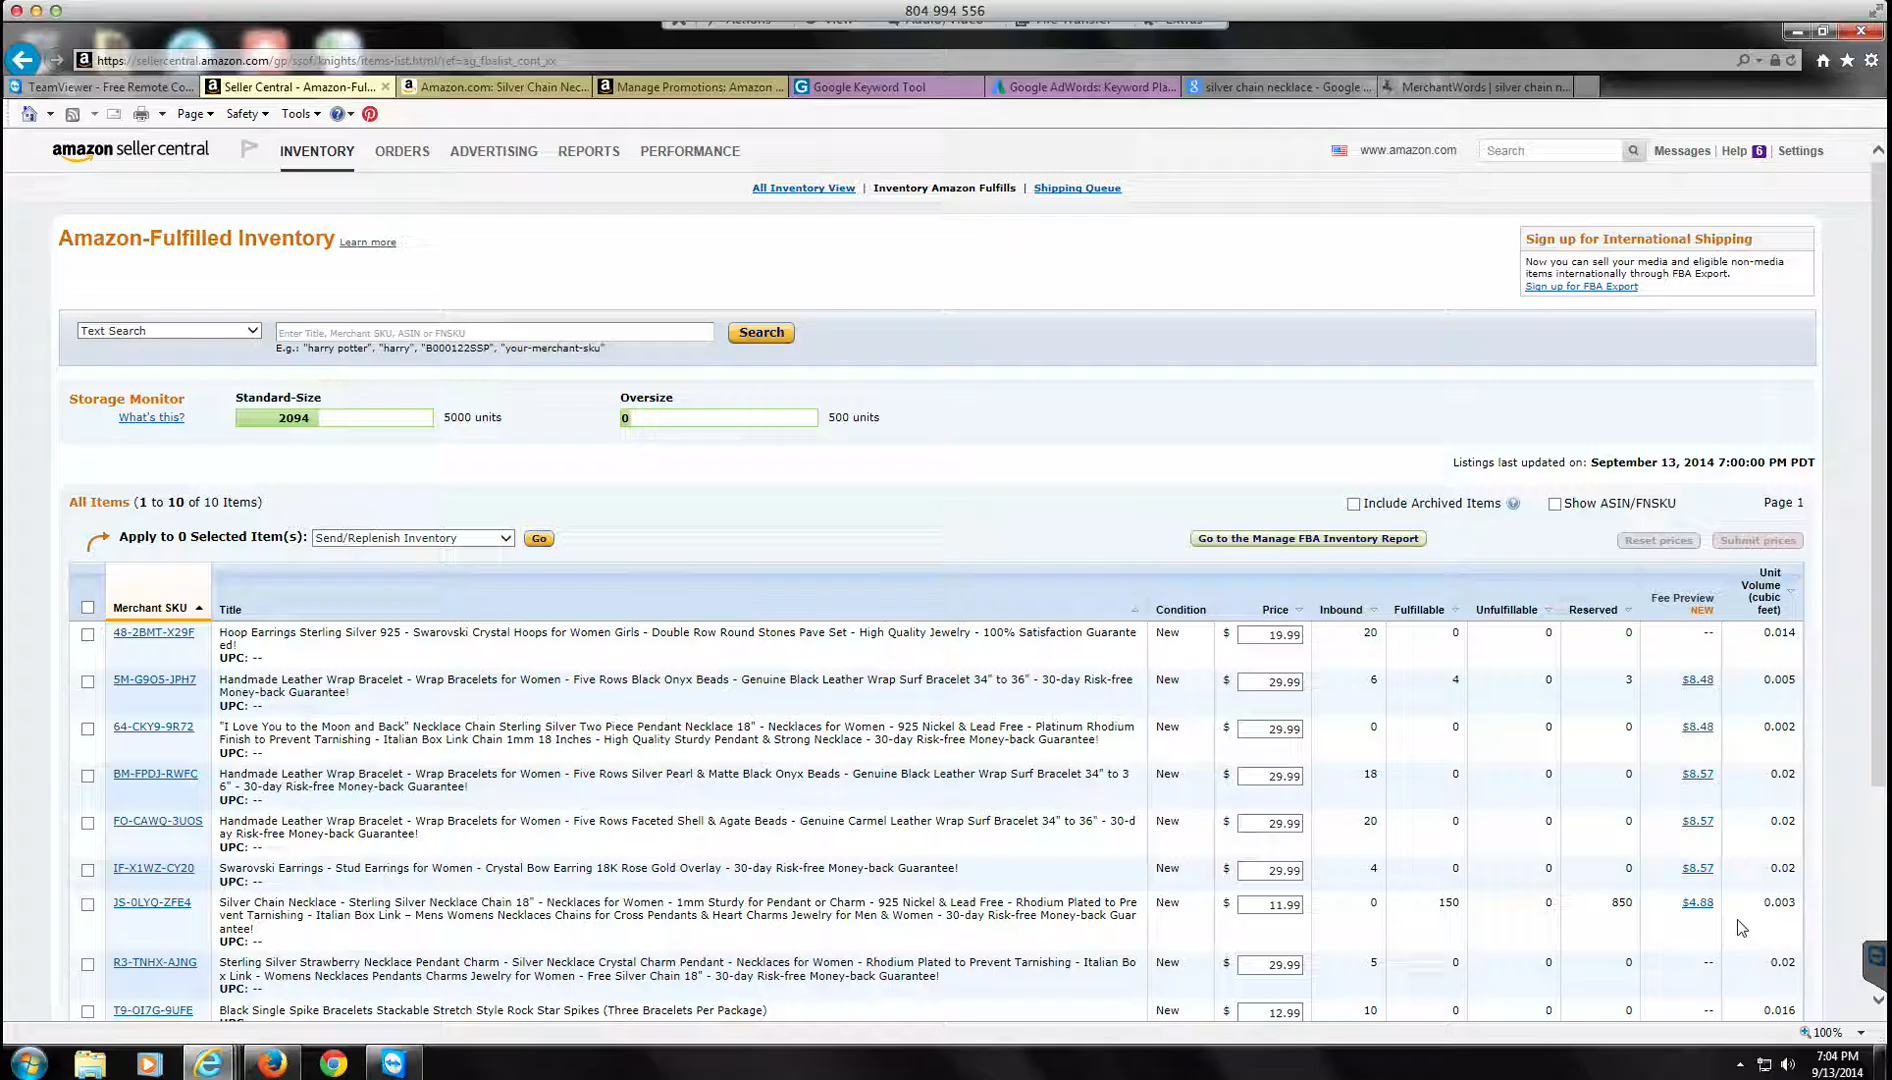 804 994 556
Actions View Audio/Video File Transfer Extras
https://sellercentral.amazon.com/gp/ssof/knights/items-list.html/ref=ag_fbalist_cont_xx
TeamViewer - Free Remote Co... Seller Central - Amazon-Ful... Amazon.com: Silver Chain Nec... Manage Promotions: Amazon ... Google Keyword Tool Google AdWords: Keyword Pla... silver chain necklace - Google ... MerchantWords | silver chain n...
Page Safety Tools
amazon seller central INVENTORY ORDERS ADVERTISING REPORTS PERFORMANCE www.amazon.com Search Messages | Help 6 | Settings
All Inventory View | Inventory Amazon Fulfills | Shipping Queue
Amazon-Fulfilled Inventory Learn more
Sign up for International Shipping
Now you can sell your media and eligible non-media
items internationally through FBA Export.
Sign up for FBA Export
Text Search Enter Title, Merchant SKU, ASIN or FNSKU Search
E.g.: "harry potter", "harry", "B000122SSP", "your-merchant-sku"
Storage Monitor Standard-Size Oversize
What's this? 2094 5000 units 0 500 units
Listings last updated on: September 13, 2014 7:00:00 PM PDT
All Items (1 to 10 of 10 Items) Include Archived Items Show ASIN/FNSKU Page 1
Apply to 0 Selected Item(s): Send/Replenish Inventory Go Go to the Manage FBA Inventory Report Reset prices Submit prices
Merchant SKU Title Condition Price Inbound Fulfillable Unfulfillable Reserved Fee Preview NEW Unit Volume (cubic feet)
48-2BMT-X29F Hoop Earrings Sterling Silver 925 - Swarovski Crystal Hoops for Women Girls - Double Row Round Stones Pave Set - High Quality Jewelry - 100% Satisfaction Guarante New $ 19.99 20 0 0 0 -- 0.014
ed!
UPC: --
5M-G9O5-JPH7 Handmade Leather Wrap Bracelet - Wrap Bracelets for Women - Five Rows Black Onyx Beads - Genuine Black Leather Wrap Surf Bracelet 34" to 36" - 30-day Risk-free New $ 29.99 6 4 0 3 $8.48 0.005
Money-back Guarantee!
UPC: --
64-CKY9-9R72 "I Love You to the Moon and Back" Necklace Chain Sterling Silver Two Piece Pendant Necklace 18" - Necklaces for Women - 925 Nickel & Lead Free - Platinum Rhodium New $ 29.99 0 0 0 0 $8.48 0.002
Finish to Prevent Tarnishing - Italian Box Link Chain 1mm 18 Inches - High Quality Sturdy Pendant & Strong Necklace - 30-day Risk-free Money-back Guarantee!
UPC: --
BM-FPDJ-RWFC Handmade Leather Wrap Bracelet - Wrap Bracelets for Women - Five Rows Silver Pearl & Matte Black Onyx Beads - Genuine Black Leather Wrap Surf Bracelet 34" to 3 New $ 29.99 18 0 0 0 $8.57 0.02
6" - 30-day Risk-free Money-back Guarantee!
UPC: --
FO-CAWQ-3UOS Handmade Leather Wrap Bracelet - Wrap Bracelets for Women - Five Rows Faceted Shell & Agate Beads - Genuine Carmel Leather Wrap Surf Bracelet 34" to 36" - 30-d New $ 29.99 20 0 0 0 $8.57 0.02
ay Risk-free Money-back Guarantee!
UPC: --
IF-X1WZ-CY20 Swarovski Earrings - Stud Earrings for Women - Crystal Bow Earring 18K Rose Gold Overlay - 30-day Risk-free Money-back Guarantee! New $ 29.99 4 0 0 0 $8.57 0.02
UPC: --
JS-0LYQ-ZFE4 Silver Chain Necklace - Sterling Silver Necklace Chain 18" - Necklaces for Women - 1mm Sturdy for Pendant or Charm - 925 Nickel & Lead Free - Rhodium Plated to Pre New $ 11.99 0 150 0 850 $4.88 0.003
vent Tarnishing - Italian Box Link – Mens Womens Necklaces Chains for Cross Pendants & Heart Charms Jewelry for Men & Women - 30-day Risk-free Money-back Guar
antee!
UPC: --
R3-TNHX-AJNG Sterling Silver Strawberry Necklace Pendant Charm - Silver Necklace Crystal Charm Pendant - Necklaces for Women - Rhodium Plated to Prevent Tarnishing - Italian Bo New $ 29.99 5 0 0 0 -- 0.02
x Link - Womens Necklaces Pendants Charms Jewelry for Women - Free Silver Chain 18" - 30-day Risk-free Money-back Guarantee!
UPC: --
T9-OI7G-9UFE Black Single Spike Bracelets Stackable Stretch Style Rock Star Spikes (Three Bracelets Per Package) New $ 12.99 10 0 0 0 -- 0.016
100%
7:04 PM
9/13/2014